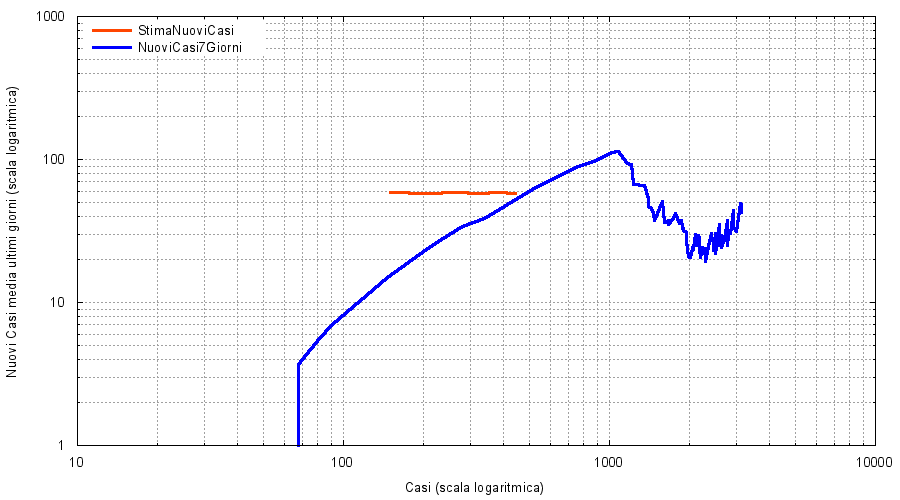 1000
StimaNuoviCasi
NuoviCasi7Giorni
100
10
1
10
100
1000
10000
Nuovi Casi media ultimi giorni (scala logaritmica)
Casi (scala logaritmica)